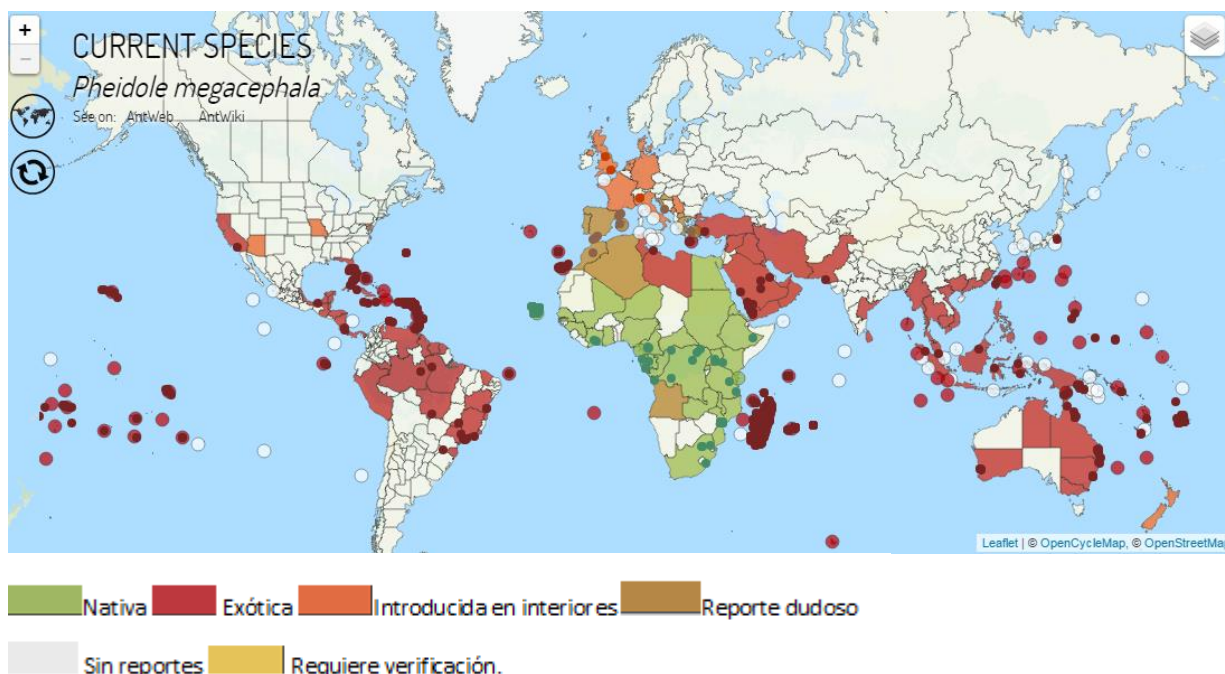 +
CURRENT SPECIES
−
Pheidole megacephala
See on: AntWeb AntWiki
Leaflet | © OpenCycleMap, © OpenStreetMa
Nativa Exótica Introducida en interiores Reporte dudoso
Sin reportes Requiere verificación.